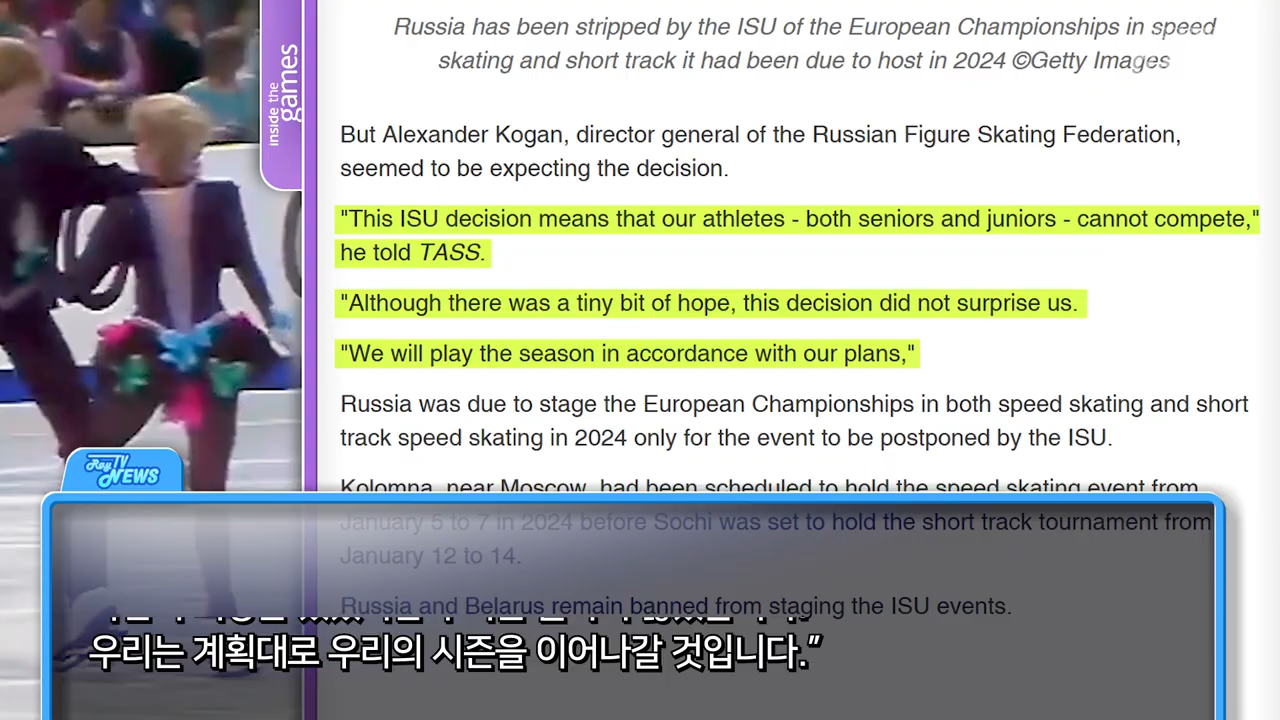 inside the
games
Russia has been stripped by the ISU of the European Championships in speed
skating and short track it had been due to host in 2024 ©Getty Images
But Alexander Kogan, director general of the Russian Figure Skating Federation,
seemed to be expecting the decision.
"This ISU decision means that our athletes - both seniors and juniors - cannot compete,"
he told TASS.
"Although there was a tiny bit of hope, this decision did not surprise us.
"We will play the season in accordance with our plans,"
Russia was due to stage the European Championships in both speed skating and short
track speed skating in 2024 only for the event to be postponed by the ISU.
Kolomna, near Moscow, had been scheduled to hold the speed skating event from
January 5 to 7 in 2024 before Sochi was set to hold the short track tournament from
January 12 to 14.
Russia and Belarus remain banned from staging the ISU events.
RoyTV
NEWS
우리는 계획대로 우리의 시즌을 이어나갈 것입니다.”